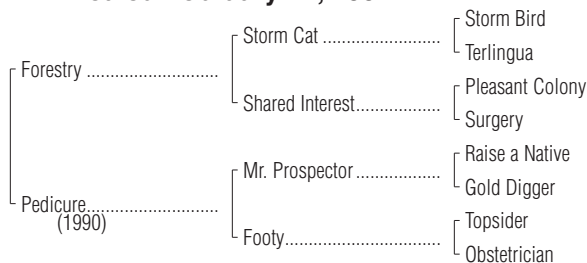 Storm Bird
Storm Cat
Terlingua
Forestry
Pleasant Colony
Shared Interest
Surgery
Raise a Native
Mr. Prospector
Gold Digger
Pedicure
(1990)
Topsider
Footy
Obstetrician